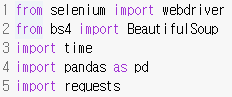 1 from selenium import webdriver
2 from bs4 import BeautifulSoup
3 import time
4 import pandas as pd
5 import requests